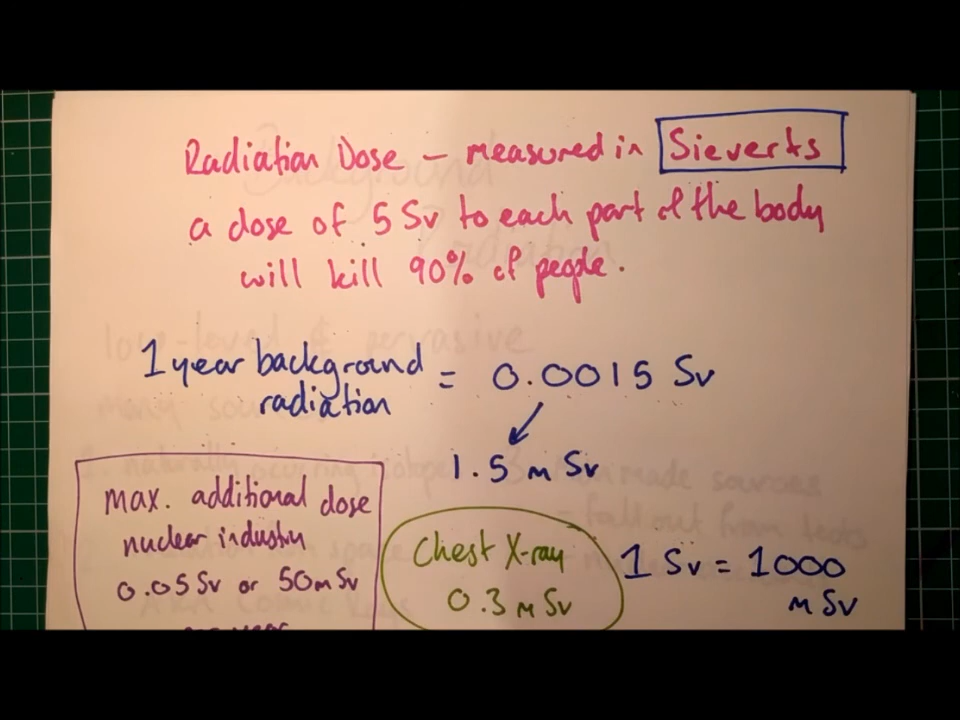 Radiation Dose - measured in Sieverts
a dose of 5 Sv to each part of the body
will kill 90% of people.
1 year background
radiation
= 0.0015 Sv
1.5 mSv
max. additional dose
nuclear industry
0.05 Sv or 50 mSv
Chest X-ray
0.3 mSv
1 Sv = 1000
mSv